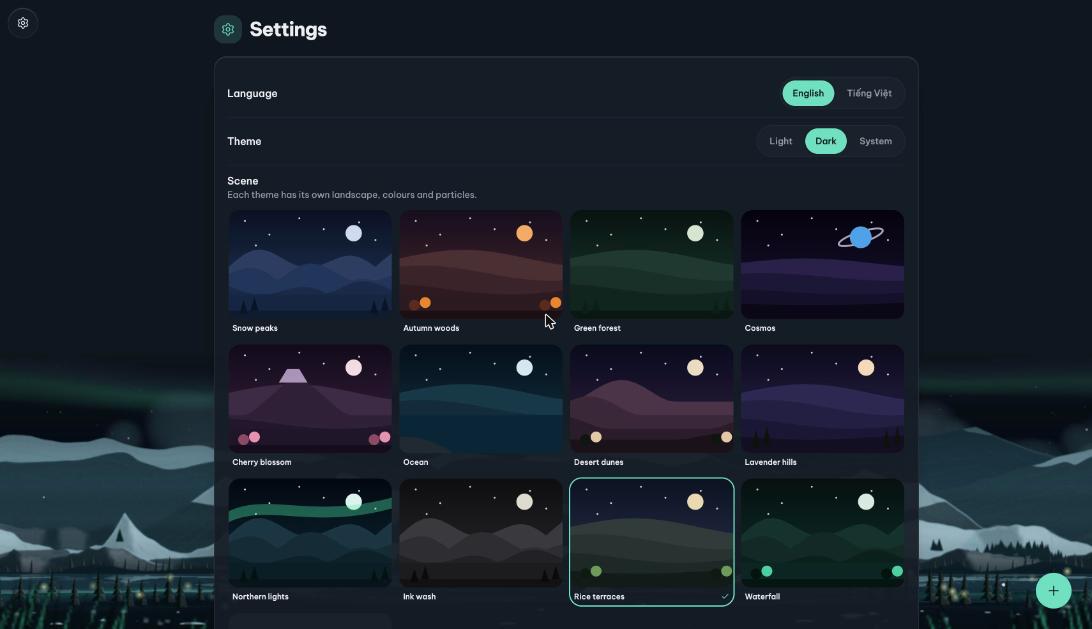 Settings
Language
English
Tiếng Việt
Theme
Light
Dark
System
Scene
Each theme has its own landscape, colours and particles.
Snow peaks
Autumn woods
Green forest
Cosmos
Cherry blossom
Ocean
Desert dunes
Lavender hills
Northern lights
Ink wash
Rice terraces
Waterfall